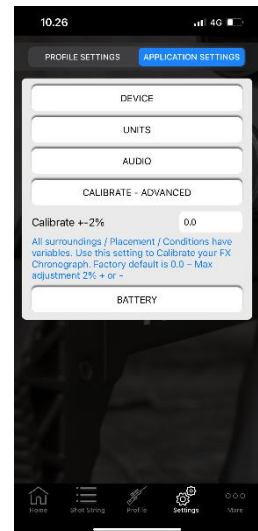 10.26
4G
PROFILE SETTINGS
APPLICATION SETTINGS
DEVICE
UNITS
AUDIO
CALIBRATE - ADVANCED
Calibrate +-2%
0.0
All surroundings / Placement / Conditions have
variables. Use this setting to Calibrate your FX
Chronograph. Factory default is 0.0 – Max
adjustment 2% + or -
BATTERY
Home
Shot String
Profile
Settings
More